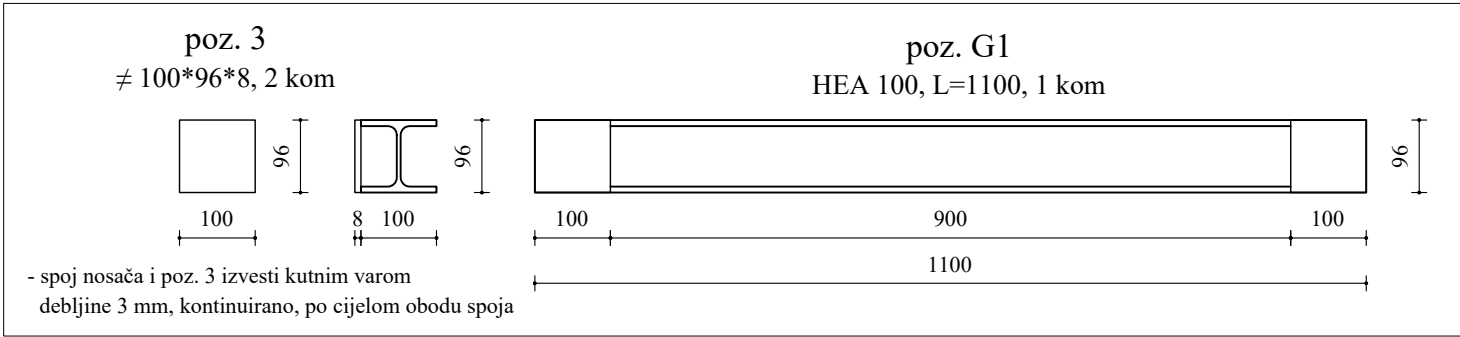 poz. 3
≠ 100*96*8, 2 kom
poz. G1
HEA 100, L=1100, 1 kom
96
96
96
100
8
100
100
900
100
1100
- spoj nosača i poz. 3 izvesti kutnim varom
debljine 3 mm, kontinuirano, po cijelom obodu spoja